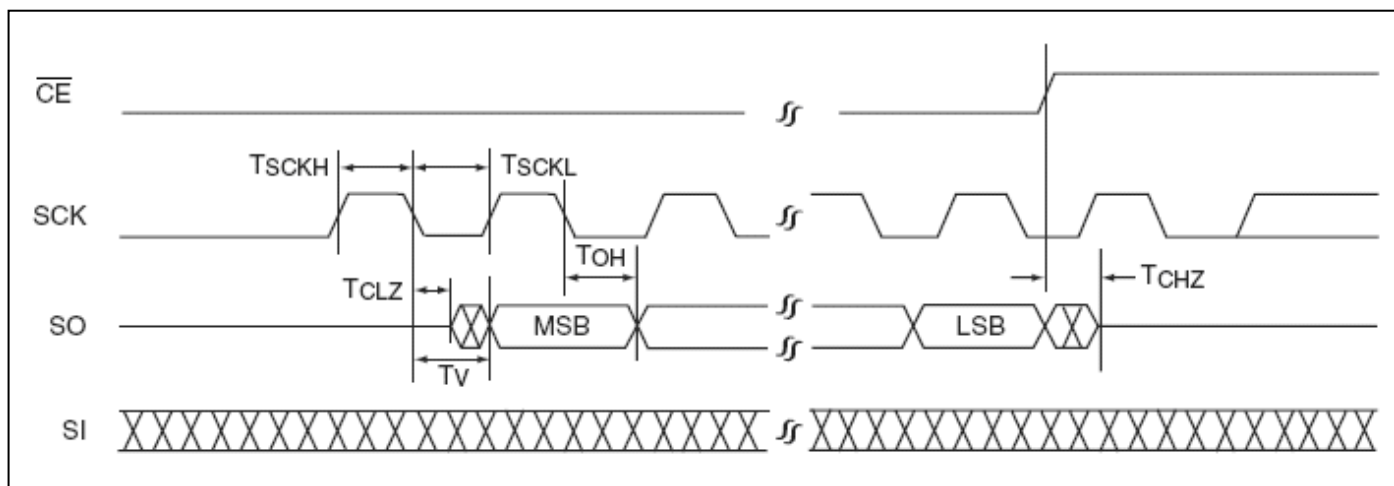 CE
TSCKH
TSCKL
SCK
TOH
TCLZ
TCHZ
SO
MSB
LSB
TV
SI